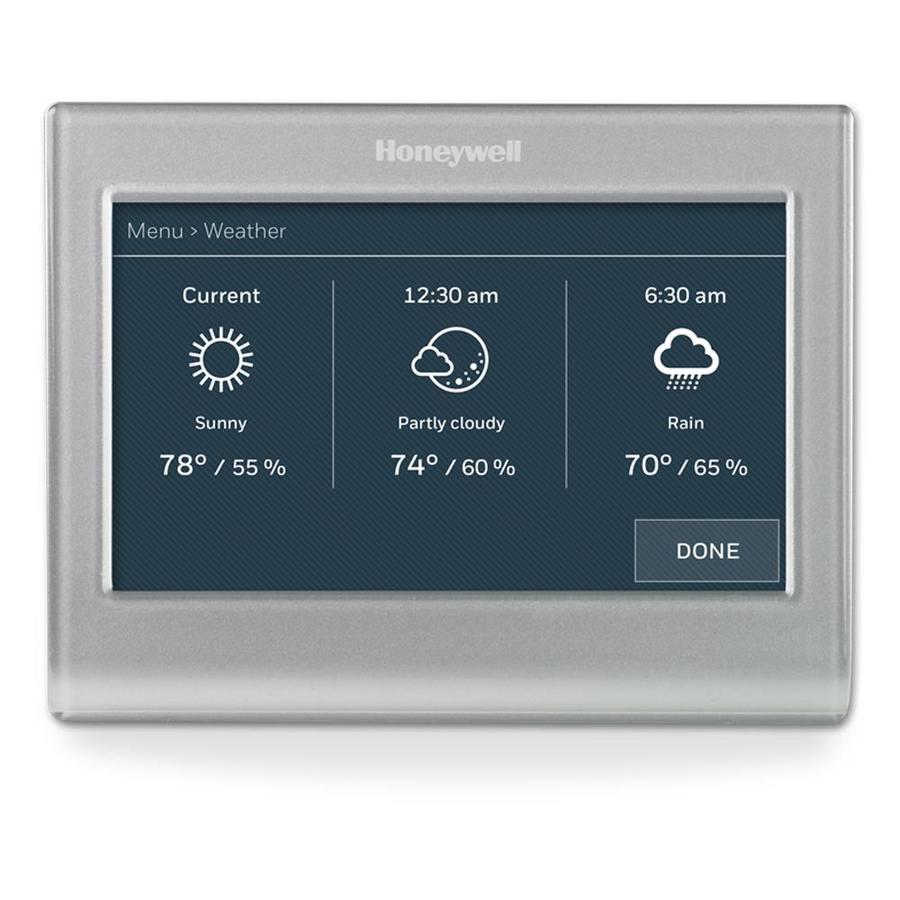 Honeywell
Menu > Weather
Current
Sunny
78° / 55 %
12:30 am
Partly cloudy
74° / 60 %
6:30 am
Rain
70° / 65 %
DONE